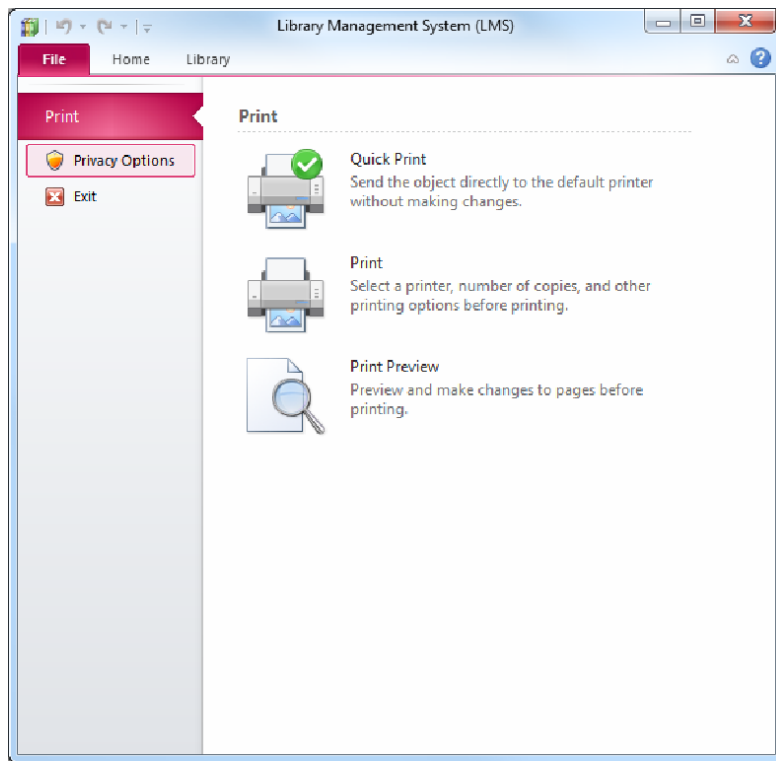 Library Management System (LMS)
File Home Library
Print
Privacy Options
Exit
Print
Quick Print
Send the object directly to the default printer
without making changes.
Print
Select a printer, number of copies, and other
printing options before printing.
Print Preview
Preview and make changes to pages before
printing.